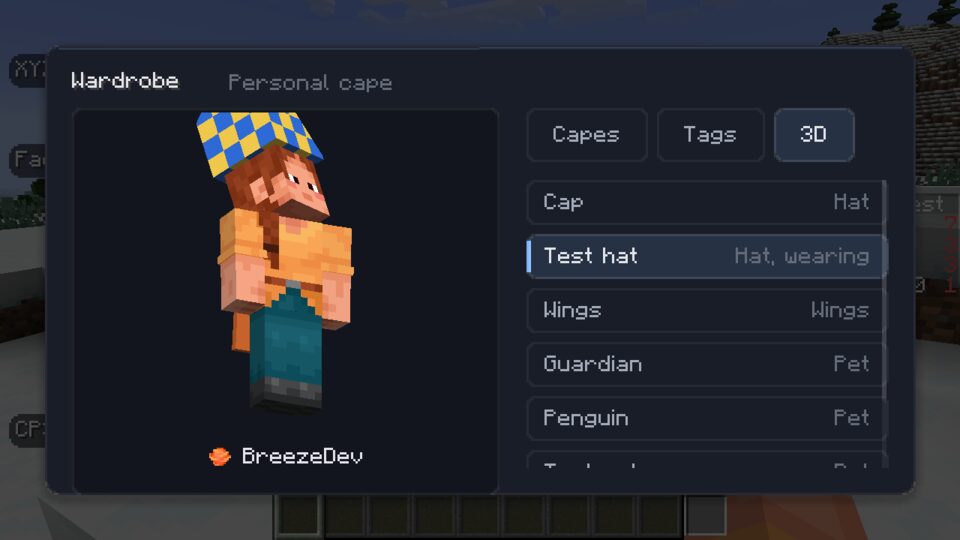 XYZ
Wardrobe
Personal cape
Capes
Tags
3D
Cap
Hat
Test hat
Hat, wearing
Wings
Wings
Guardian
Pet
Penguin
Pet
BreezeDev